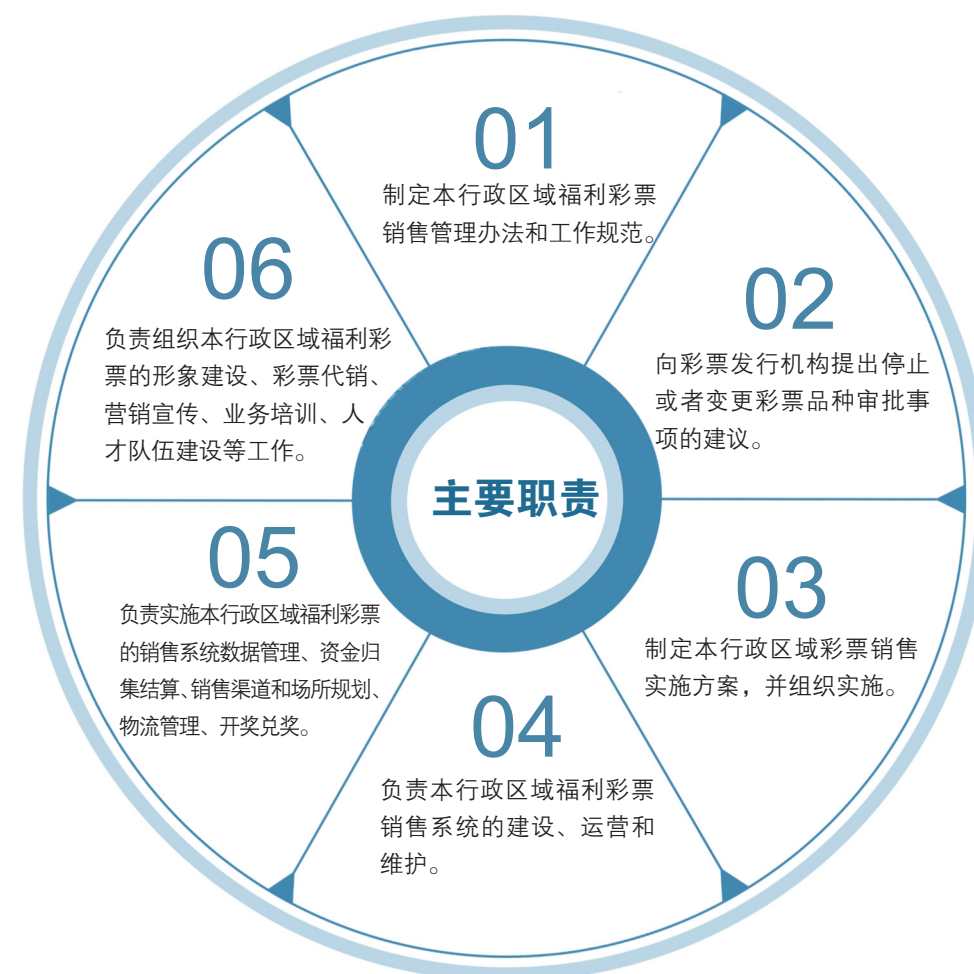 01
制定本行政区域福利彩票
销售管理办法和工作规范。
02
向彩票发行机构提出停止
或者变更彩票品种审批事
项的建议。
03
制定本行政区域彩票销售
实施方案，并组织实施。
04
负责本行政区域福利彩票
销售系统的建设、运营和
维护。
05
负责实施本行政区域福利彩票
的销售系统数据管理、资金归
集结算、销售渠道和场所规划、
物流管理、开奖兑奖。
06
负责组织本行政区域福利彩
票的形象建设、彩票代销、
营销宣传、业务培训、人
才队伍建设等工作。
主要职责